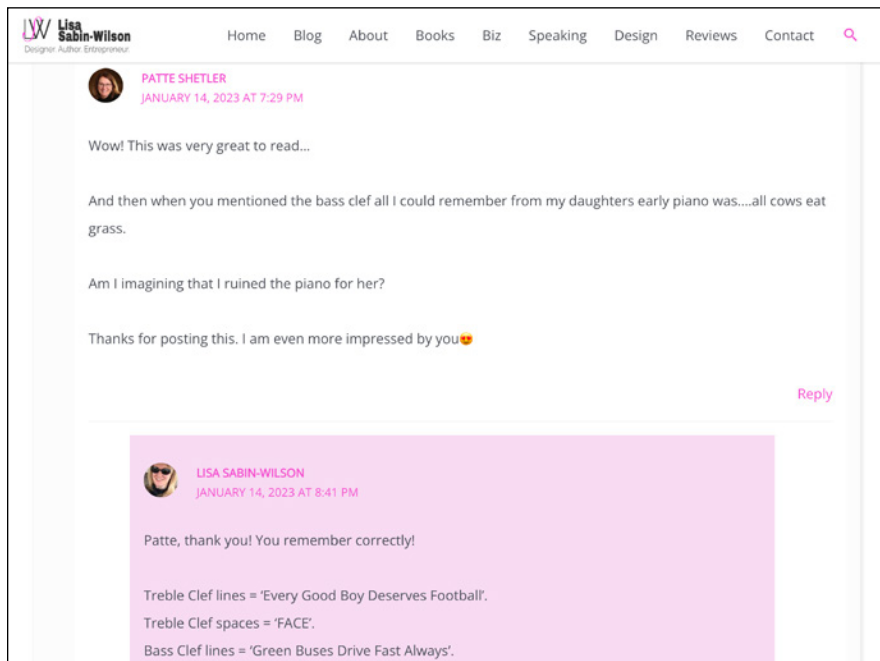 LW Lisa
Sabin-Wilson
Designer. Author. Entrepreneur.
Home Blog About Books Biz Speaking Design Reviews Contact
PATTE SHETLER
JANUARY 14, 2023 AT 7:29 PM
Wow! This was very great to read...
And then when you mentioned the bass clef all I could remember from my daughters early piano was....all cows eat
grass.
Am I imagining that I ruined the piano for her?
Thanks for posting this. I am even more impressed by you😍
Reply
LISA SABIN-WILSON
JANUARY 14, 2023 AT 8:41 PM
Patte, thank you! You remember correctly!
Treble Clef lines = ‘Every Good Boy Deserves Football’.
Treble Clef spaces = ‘FACE’.
Bass Clef lines = ‘Green Buses Drive Fast Always’.